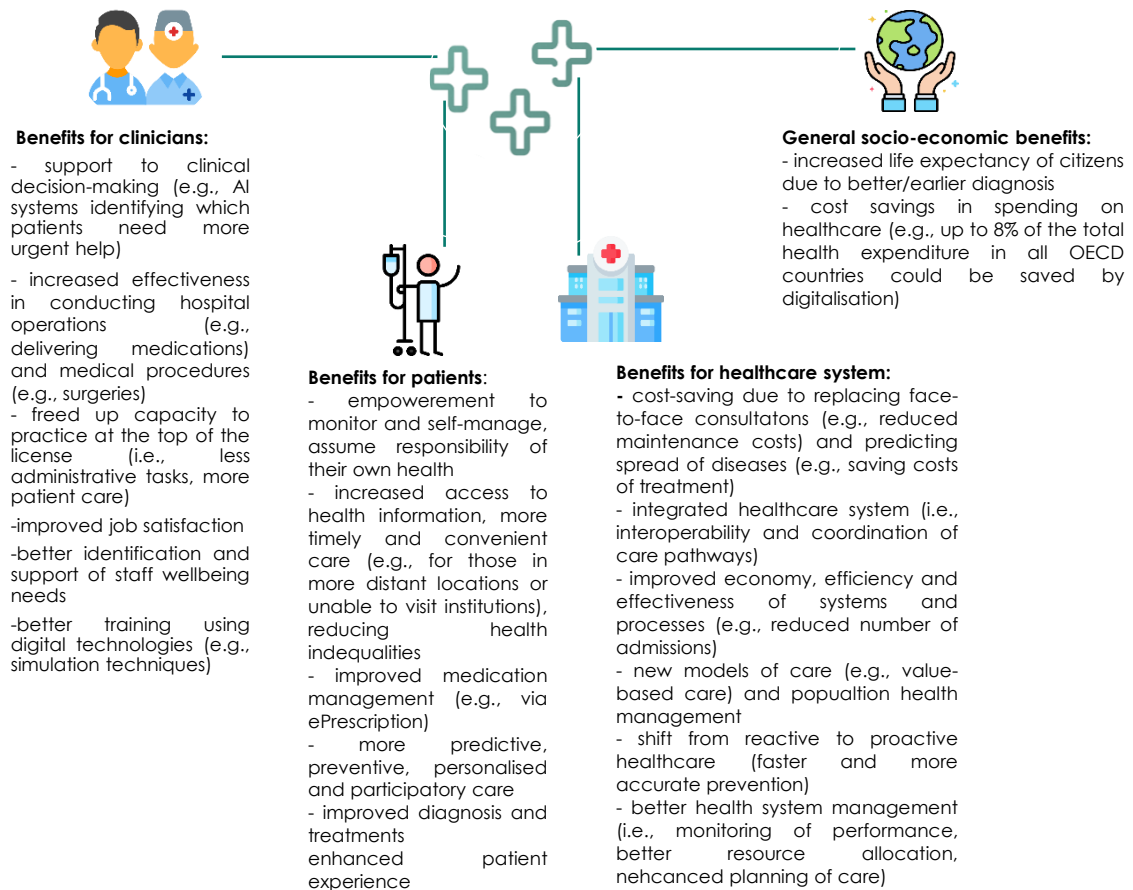 Benefits for clinicians:
- support to clinical
decision-making (e.g., AI
systems identifying which
patients need more
urgent help)
- increased effectiveness
in conducting hospital
operations (e.g.,
delivering medications)
and medical procedures
(e.g., surgeries)
- freed up capacity to
practice at the top of the
license (i.e., less
administrative tasks, more
patient care)
-improved job satisfaction
-better identification and
support of staff wellbeing
needs
-better training using
digital technologies (e.g.,
simulation techniques)
Benefits for patients:
- empowerement to
monitor and self-manage,
assume responsibility of
their own health
- increased access to
health information, more
timely and convenient
care (e.g., for those in
more distant locations or
unable to visit institutions),
reducing health
indequalities
- improved medication
management (e.g., via
ePrescription)
- more predictive,
preventive, personalised
and participatory care
- improved diagnosis and
treatments
enhanced patient
experience
Benefits for healthcare system:
- cost-saving due to replacing face-
to-face consultatons (e.g., reduced
maintenance costs) and predicting
spread of diseases (e.g., saving costs
of treatment)
- integrated healthcare system (i.e.,
interoperability and coordination of
care pathways)
- improved economy, efficiency and
effectiveness of systems and
processes (e.g., reduced number of
admissions)
- new models of care (e.g., value-
based care) and popualtion health
management
- shift from reactive to proactive
healthcare (faster and more
accurate prevention)
- better health system management
(i.e., monitoring of performance,
better resource allocation,
nehcanced planning of care)
General socio-economic benefits:
- increased life expectancy of citizens
due to better/earlier diagnosis
- cost savings in spending on
healthcare (e.g., up to 8% of the total
health expenditure in all OECD
countries could be saved by
digitalisation)